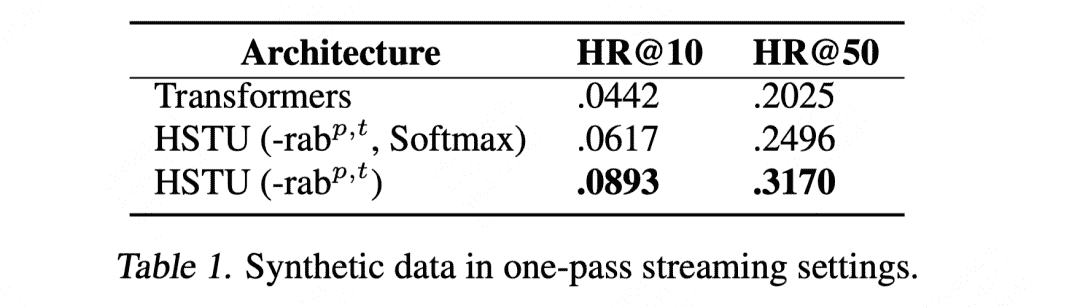 Architecture HR@10 HR@50
Transformers .0442 .2025
HSTU (-rab^{p,t}, Softmax) .0617 .2496
HSTU (-rab^{p,t}) .0893 .3170
Table 1. Synthetic data in one-pass streaming settings.